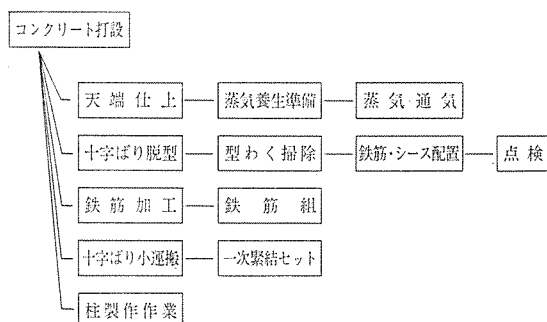 コンクリート打設
天端仕上 蒸気養生準備 蒸気通気
十字ばり脱型 型わく掃除 鉄筋・シース配置 点検
鉄筋加工 鉄筋組
十字ばり小運搬 一次緊結セット
柱製作作業